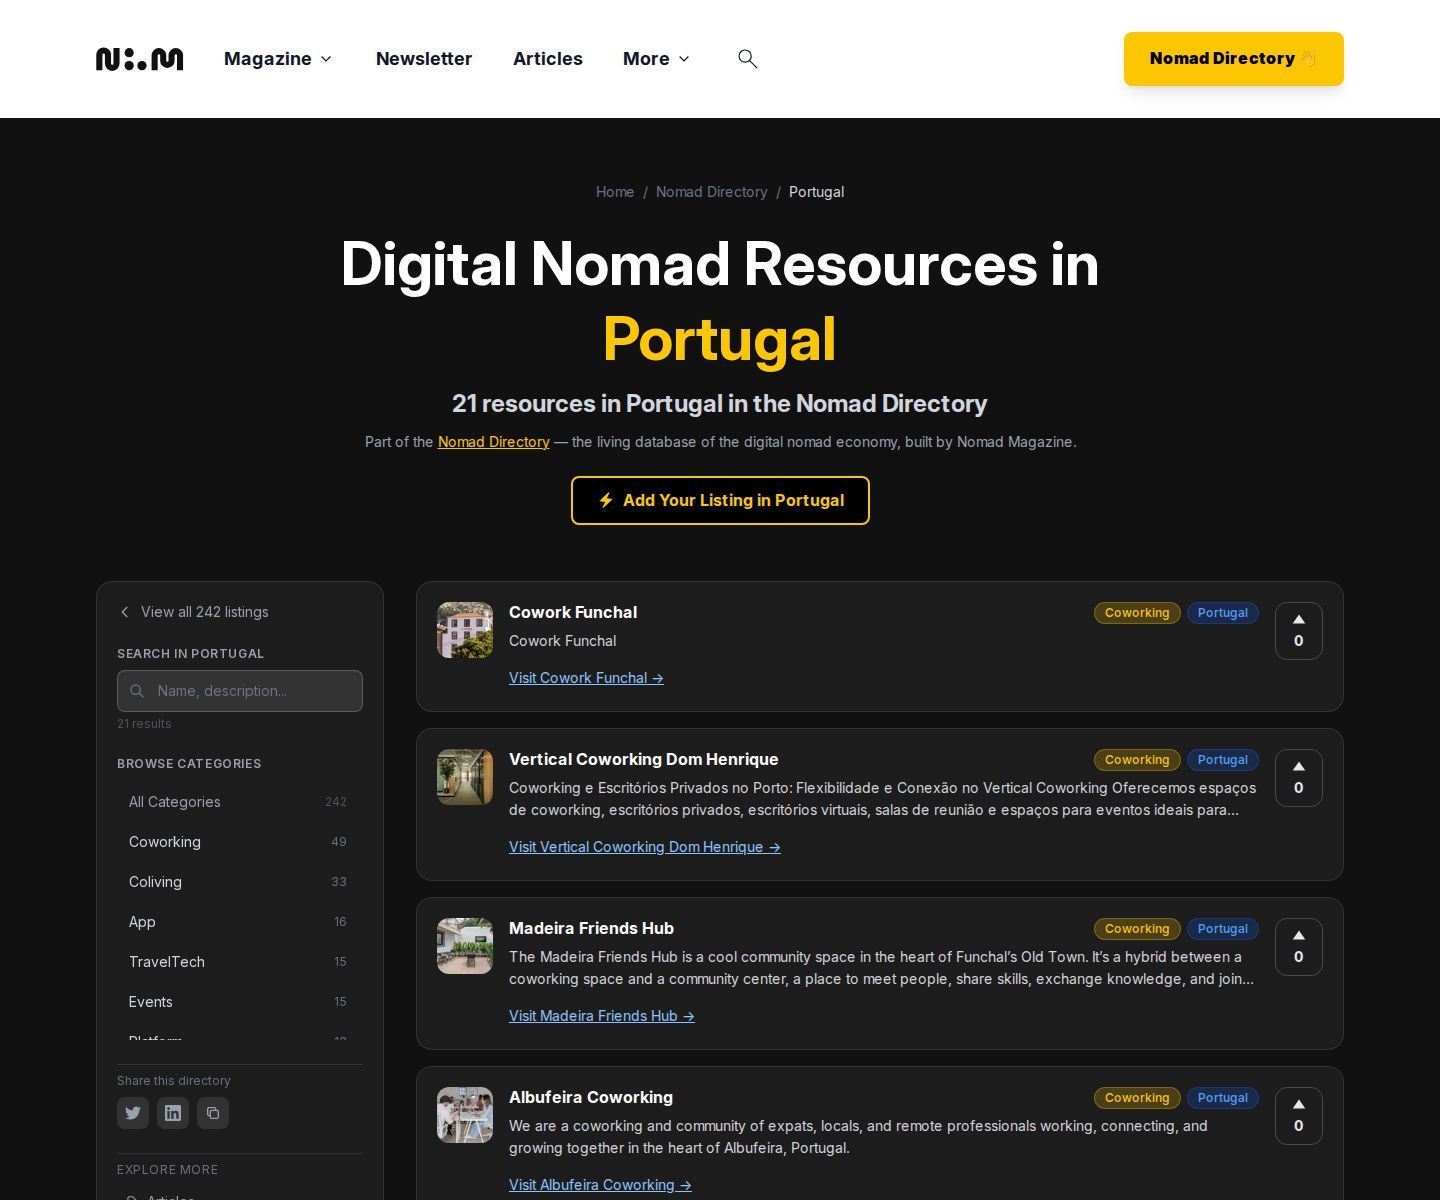 N:.M
Magazine
Newsletter
Articles
More
Nomad Directory 👋
Home / Nomad Directory / Portugal
Digital Nomad Resources in
Portugal
21 resources in Portugal in the Nomad Directory
Part of the Nomad Directory — the living database of the digital nomad economy, built by Nomad Magazine.
Add Your Listing in Portugal
View all 242 listings
SEARCH IN PORTUGAL
Name, description...
21 results
BROWSE CATEGORIES
All Categories 242
Coworking 49
Coliving 33
App 16
TravelTech 15
Events 15
Platform
Share this directory
EXPLORE MORE
Articles
Cowork Funchal
Coworking Portugal
0
Cowork Funchal
Visit Cowork Funchal →
Vertical Coworking Dom Henrique
Coworking Portugal
0
Coworking e Escritórios Privados no Porto: Flexibilidade e Conexão no Vertical Coworking Oferecemos espaços
de coworking, escritórios privados, escritórios virtuais, salas de reunião e espaços para eventos ideais para...
Visit Vertical Coworking Dom Henrique →
Madeira Friends Hub
Coworking Portugal
0
The Madeira Friends Hub is a cool community space in the heart of Funchal’s Old Town. It’s a hybrid between a
coworking space and a community center, a place to meet people, share skills, exchange knowledge, and join...
Visit Madeira Friends Hub →
Albufeira Coworking
Coworking Portugal
0
We are a coworking and community of expats, locals, and remote professionals working, connecting, and
growing together in the heart of Albufeira, Portugal.
Visit Albufeira Coworking →